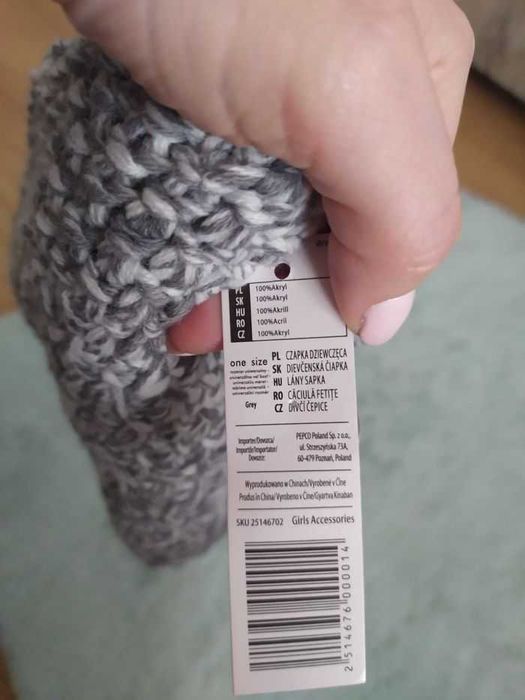 PL 100%Akryl
SK 100%Akryl
HU 100%Akrill
RO 100%Acril
CZ 100%Akryl
one size
Grey
PL CZAPKA DZIEWCZĘCA
SK DIEVČENSKÁ ČIAPKA
HU LÁNY SAPKA
RO CĂCIULĂ FETIȚE
CZ DÍVČÍ ČEPICE
Importer/Dovozca/
Importőr/Importator/
Dovozce:
PEPCO Poland Sp. z o.o.,
ul. Strzeszyńska 73A,
60-479 Poznań, Poland
Wyprodukowano w Chinach/Vyrobené v Číne
Produs in China/Vyrobeno v Číne/Gyártva Kínában
SKU 25146702 Girls Accessories
2514676000014